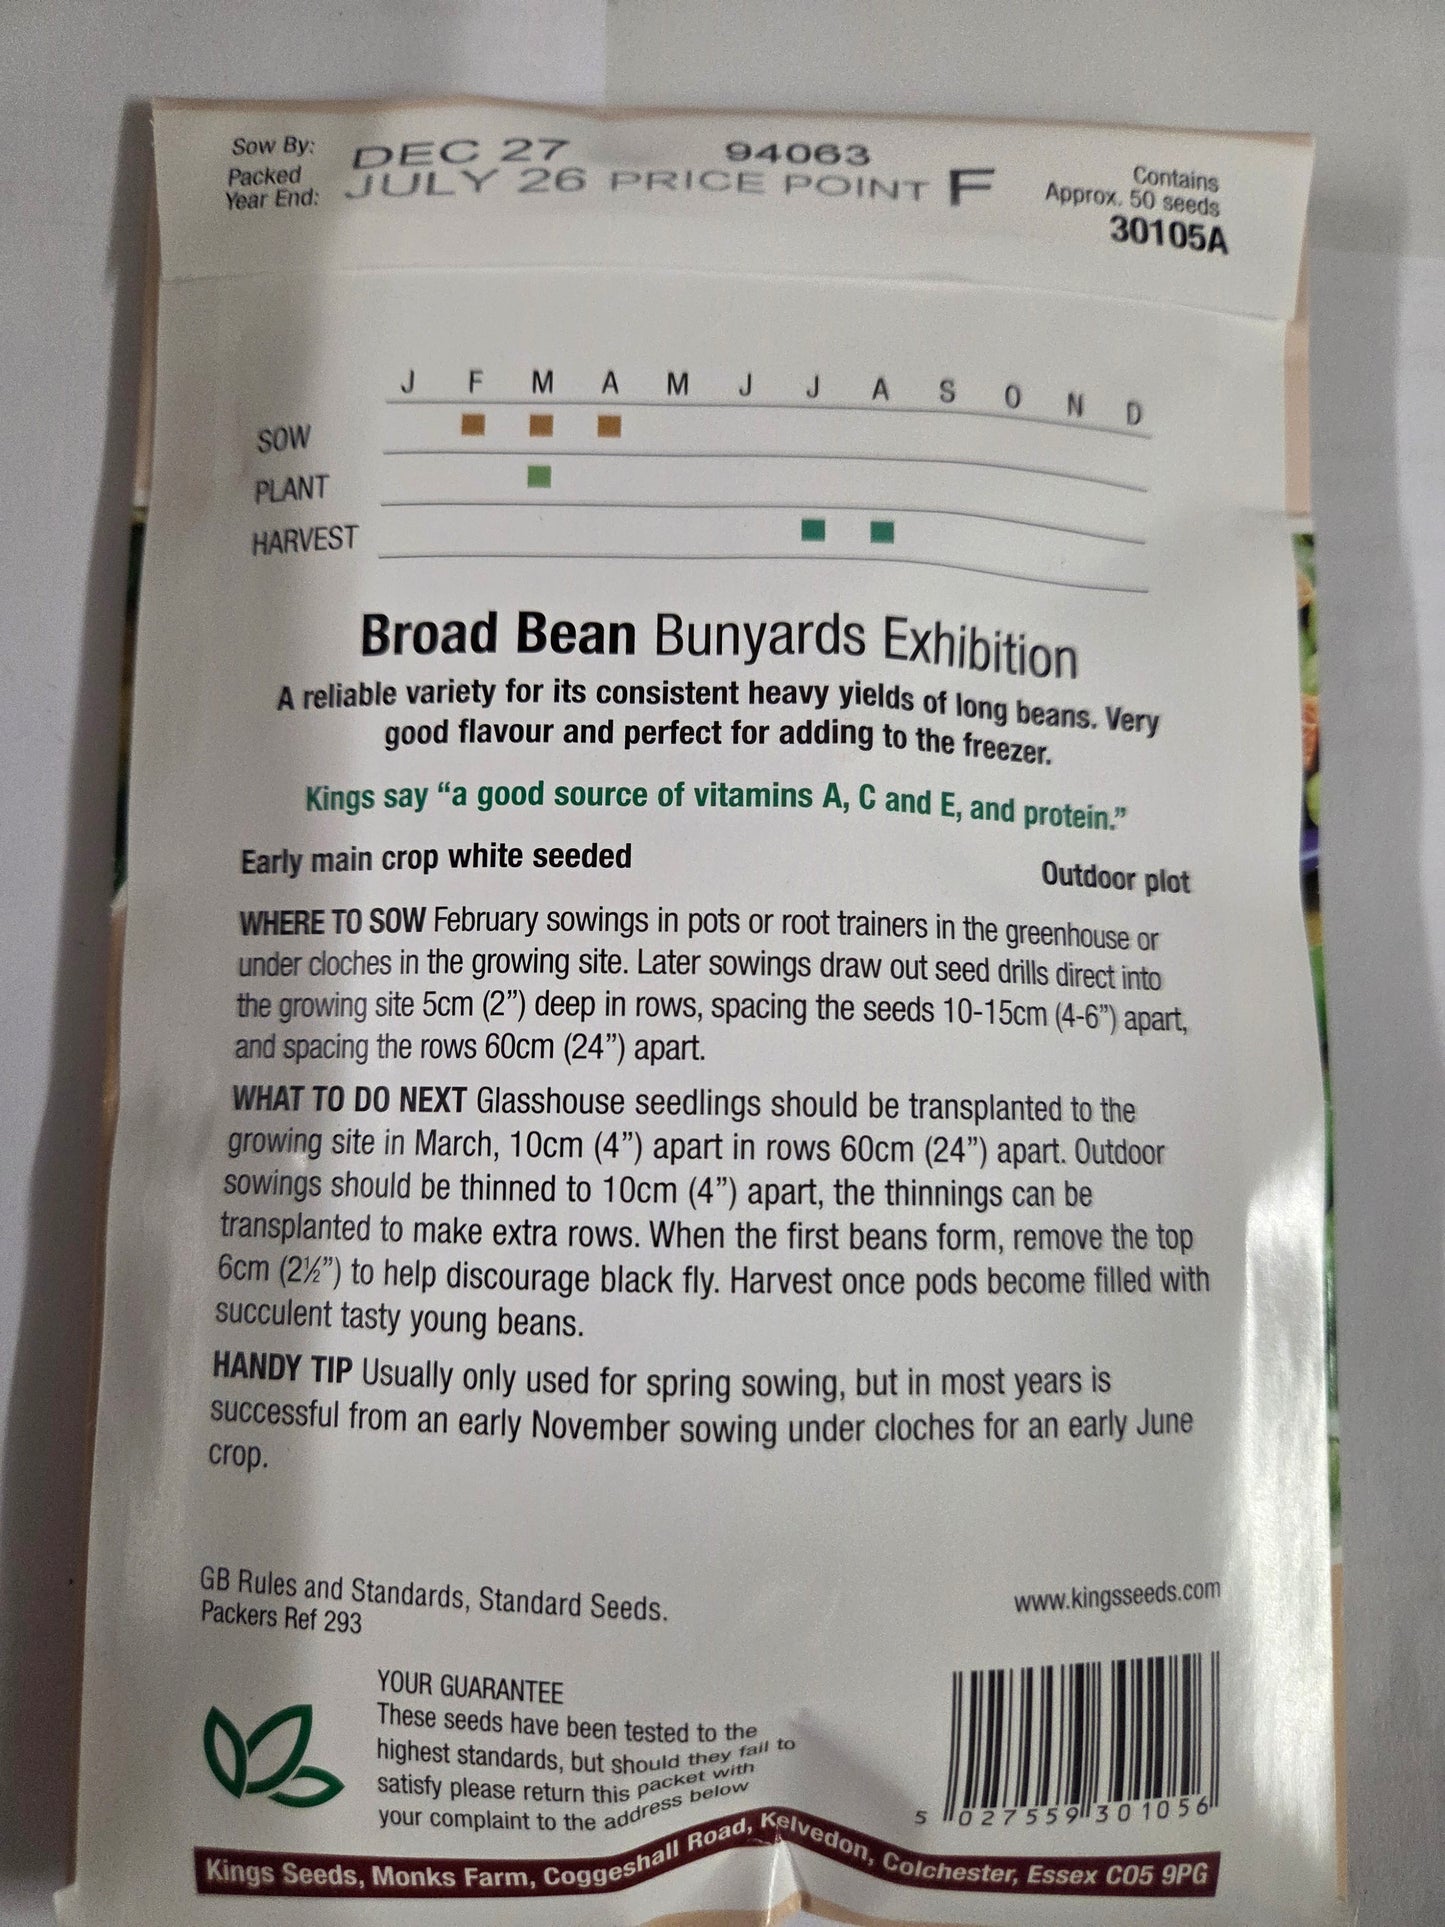 Sow By: DEC 27 94063
Packed
Year End: JULY 26 PRICE POINT F
Contains
Approx. 50 seeds
30105A
J F M A M J J A S O N D
SOW
PLANT
HARVEST
Broad Bean Bunyards Exhibition
A reliable variety for its consistent heavy yields of long beans. Very
good flavour and perfect for adding to the freezer.
Kings say “a good source of vitamins A, C and E, and protein.”
Early main crop white seeded Outdoor plot
WHERE TO SOW February sowings in pots or root trainers in the greenhouse or
under cloches in the growing site. Later sowings draw out seed drills direct into
the growing site 5cm (2”) deep in rows, spacing the seeds 10-15cm (4-6”) apart,
and spacing the rows 60cm (24”) apart.
WHAT TO DO NEXT Glasshouse seedlings should be transplanted to the
growing site in March, 10cm (4”) apart in rows 60cm (24”) apart. Outdoor
sowings should be thinned to 10cm (4”) apart, the thinnings can be
transplanted to make extra rows. When the first beans form, remove the top
6cm (2½”) to help discourage black fly. Harvest once pods become filled with
succulent tasty young beans.
HANDY TIP Usually only used for spring sowing, but in most years is
successful from an early November sowing under cloches for an early June
crop.
GB Rules and Standards, Standard Seeds.
Packers Ref 293
www.kingsseeds.com
YOUR GUARANTEE
These seeds have been tested to the
highest standards, but should they fail to
satisfy please return this packet with
your complaint to the address below
5 027559 301056
Kings Seeds, Monks Farm, Coggeshall Road, Kelvedon, Colchester, Essex CO5 9PG